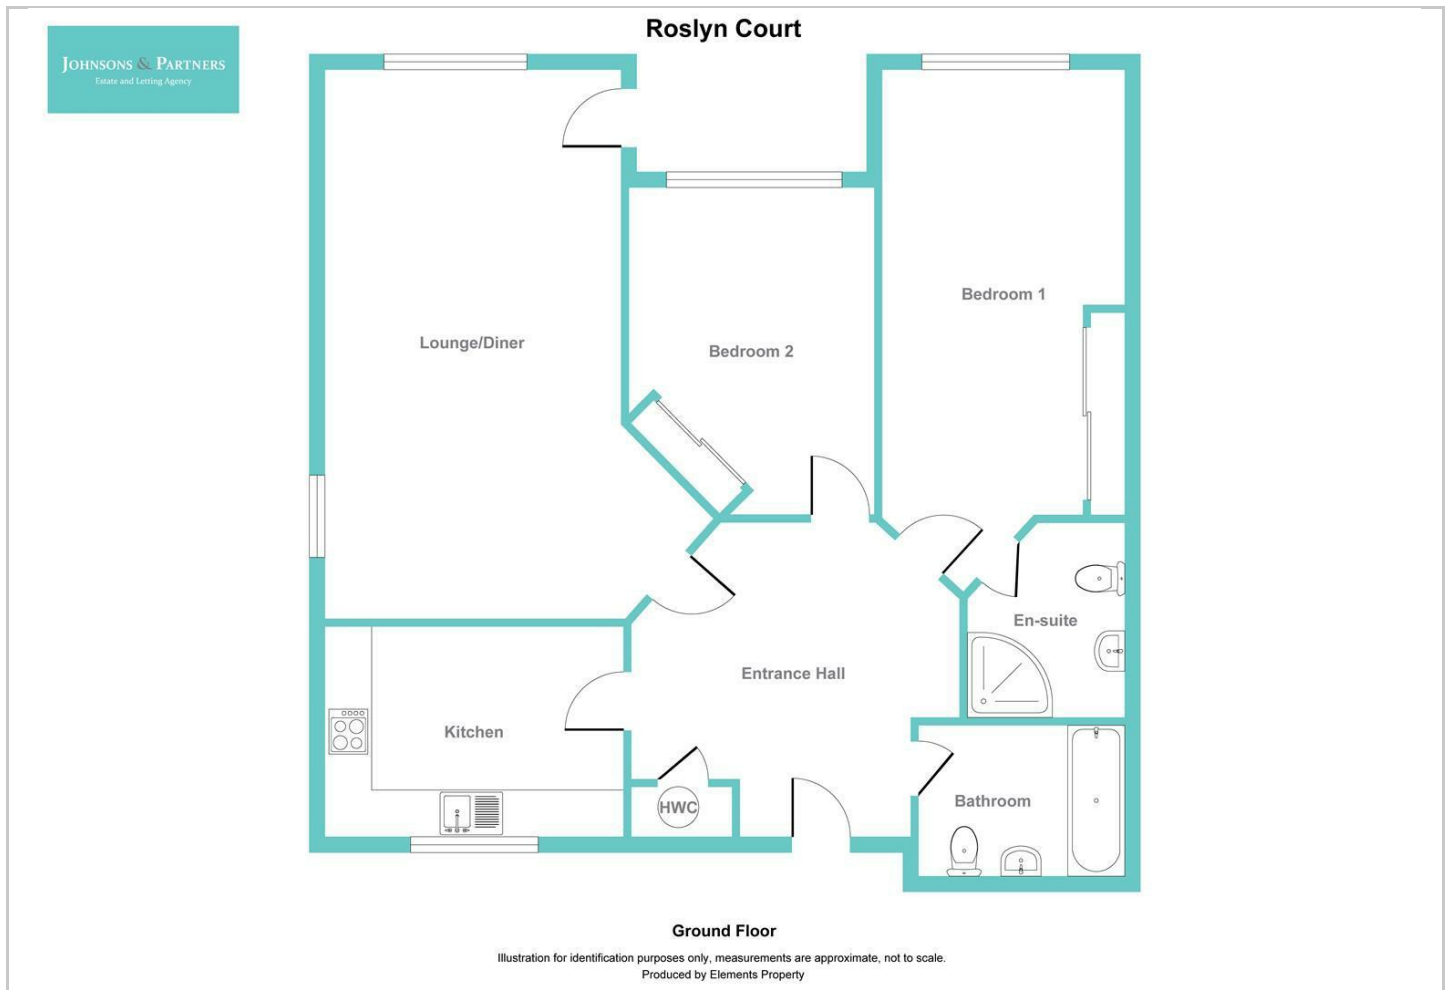 Roslyn Court
JOHNSONS & PARTNERS
Estate and Letting Agency
Bedroom 1
Lounge/Diner
Bedroom 2
En-suite
Entrance Hall
Kitchen
Bathroom
HWC
Ground Floor
Illustration for identification purposes only, measurements are approximate, not to scale.
Produced by Elements Property